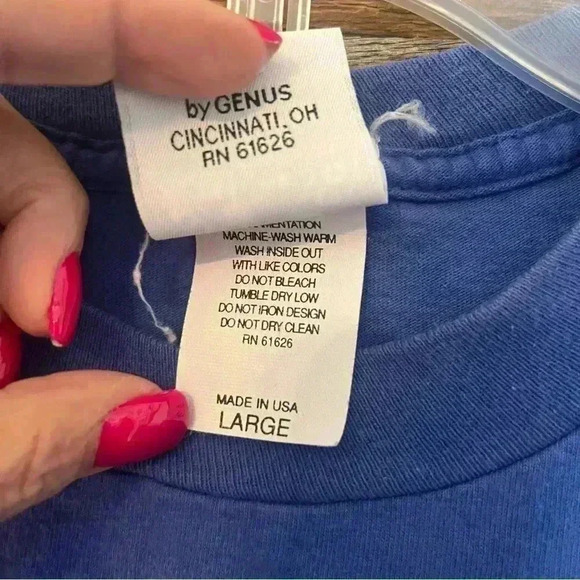 by GENUS
CINCINNATI, OH
RN 61626
MACHINE-WASH WARM
WASH INSIDE OUT
WITH LIKE COLORS
DO NOT BLEACH
TUMBLE DRY LOW
DO NOT IRON DESIGN
DO NOT DRY CLEAN
RN 61626
MADE IN USA
LARGE